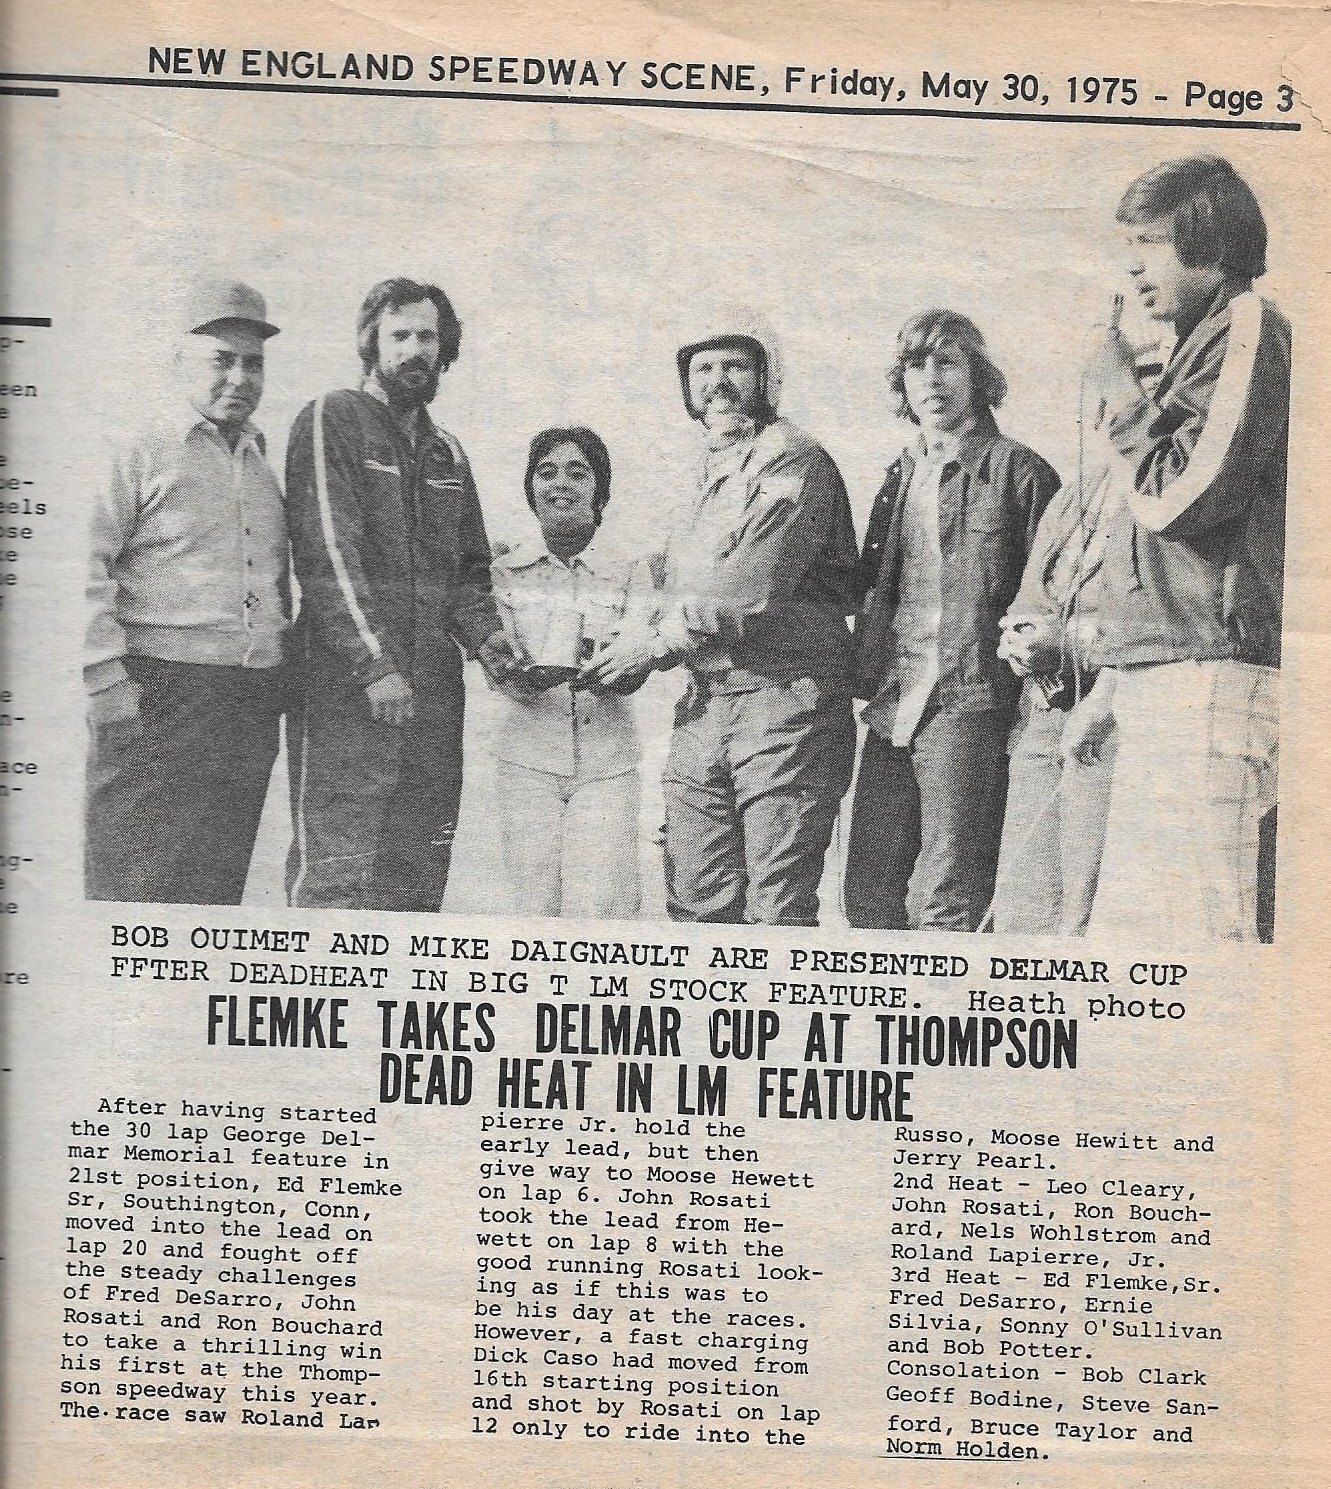 NEW ENGLAND SPEEDWAY SCENE, Friday, May 30, 1975 - Page 3
BOB OUIMET AND MIKE DAIGNAULT ARE PRESENTED DELMAR CUP
FFTER DEADHEAT IN BIG T LM STOCK FEATURE. Heath photo
FLEMKE TAKES DELMAR CUP AT THOMPSON
DEAD HEAT IN LM FEATURE
After having started
the 30 lap George Del-
mar Memorial feature in
21st position, Ed Flemke
Sr, Southington, Conn,
moved into the lead on
lap 20 and fought off
the steady challenges
of Fred DeSarro, John
Rosati and Ron Bouchard
to take a thrilling win
his first at the Thomp-
son speedway this year.
The race saw Roland Lap
pierre Jr. hold the
early lead, but then
give way to Moose Hewett
on lap 6. John Rosati
took the lead from He-
wett on lap 8 with the
good running Rosati look-
ing as if this was to
be his day at the races.
However, a fast charging
Dick Caso had moved from
16th starting position
and shot by Rosati on lap
12 only to ride into the
Russo, Moose Hewitt and
Jerry Pearl.
2nd Heat - Leo Cleary,
John Rosati, Ron Bouch-
ard, Nels Wohlstrom and
Roland Lapierre, Jr.
3rd Heat - Ed Flemke,Sr.
Fred DeSarro, Ernie
Silvia, Sonny O'Sullivan
and Bob Potter.
Consolation - Bob Clark
Geoff Bodine, Steve San-
ford, Bruce Taylor and
Norm Holden.